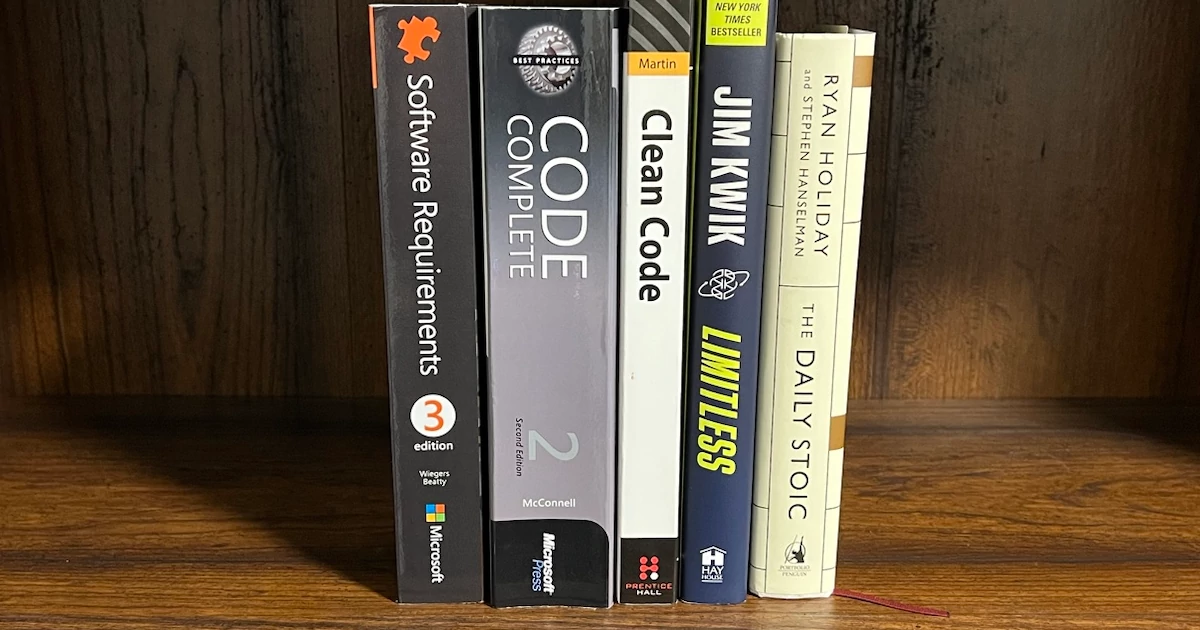 Software Requirements
3
edition
Wiegers
Beatty
Microsoft
BEST PRACTICES
CODE
COMPLETE
2
Second Edition
McConnell
Microsoft
Press
Martin
Clean Code
PRENTICE
HALL
NEW YORK
TIMES
BESTSELLER
JIM KWIK
LIMITLESS
HAY
HOUSE
RYAN HOLIDAY
and STEPHEN HANSELMAN
THE DAILY STOIC
PORTFOLIO
PENGUIN